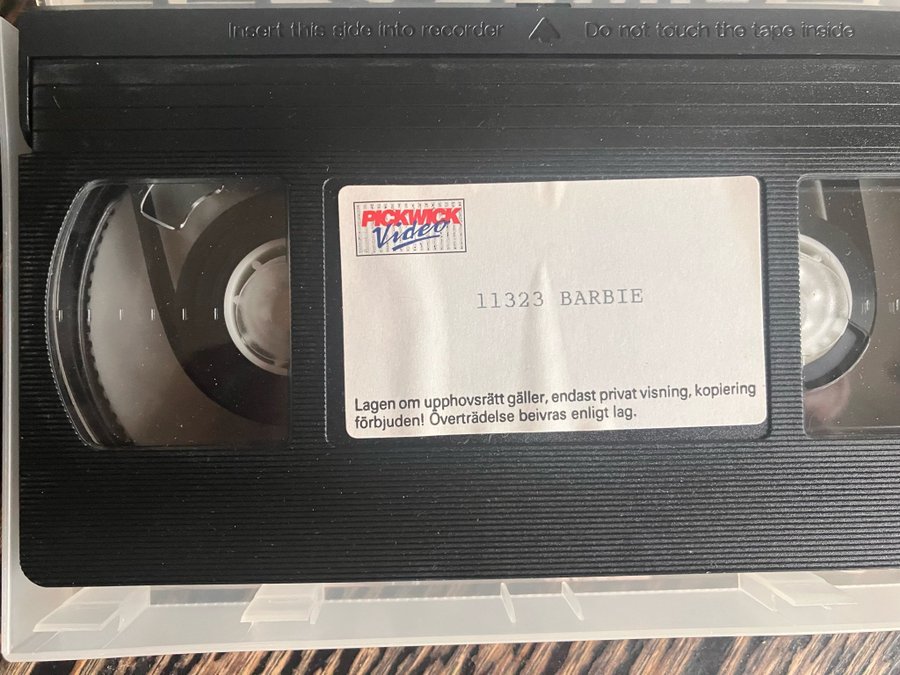 Insert this side into recorder Do not touch the tape inside
PICKWICK
Video
11323 BARBIE
Lagen om upphovsrätt gäller, endast privat visning, kopiering
förbjuden! Överträdelse beivras enligt lag.